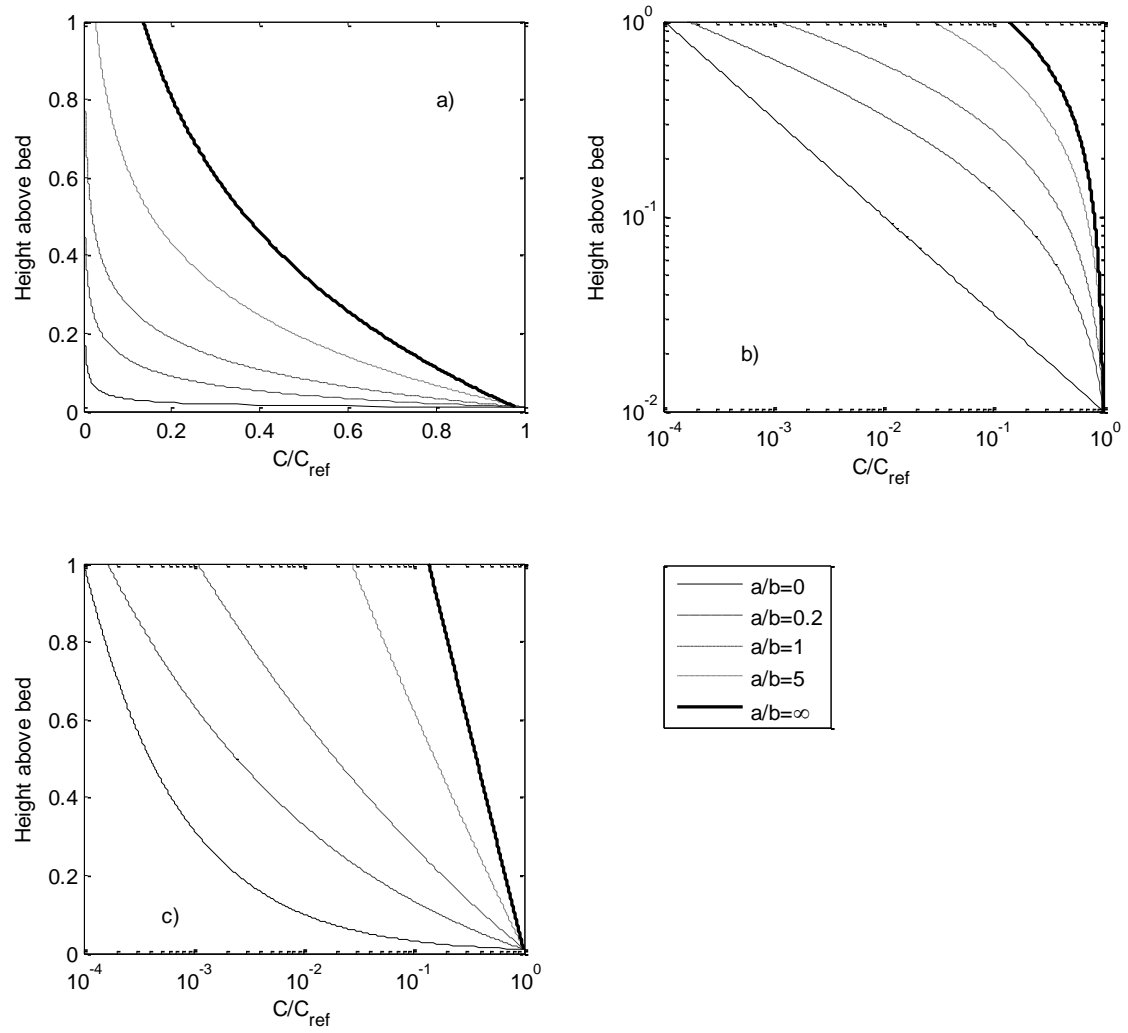 1
0.8
0.6
0.4
0.2
0
0 0.2 0.4 0.6 0.8 1
Height above bed
C/C_ref
a)
10^0
10^-1
10^-2
10^-4 10^-3 10^-2 10^-1 10^0
Height above bed
C/C_ref
b)
1
0.8
0.6
0.4
0.2
0
10^-4 10^-3 10^-2 10^-1 10^0
Height above bed
C/C_ref
c)
a/b=0
a/b=0.2
a/b=1
a/b=5
a/b=∞